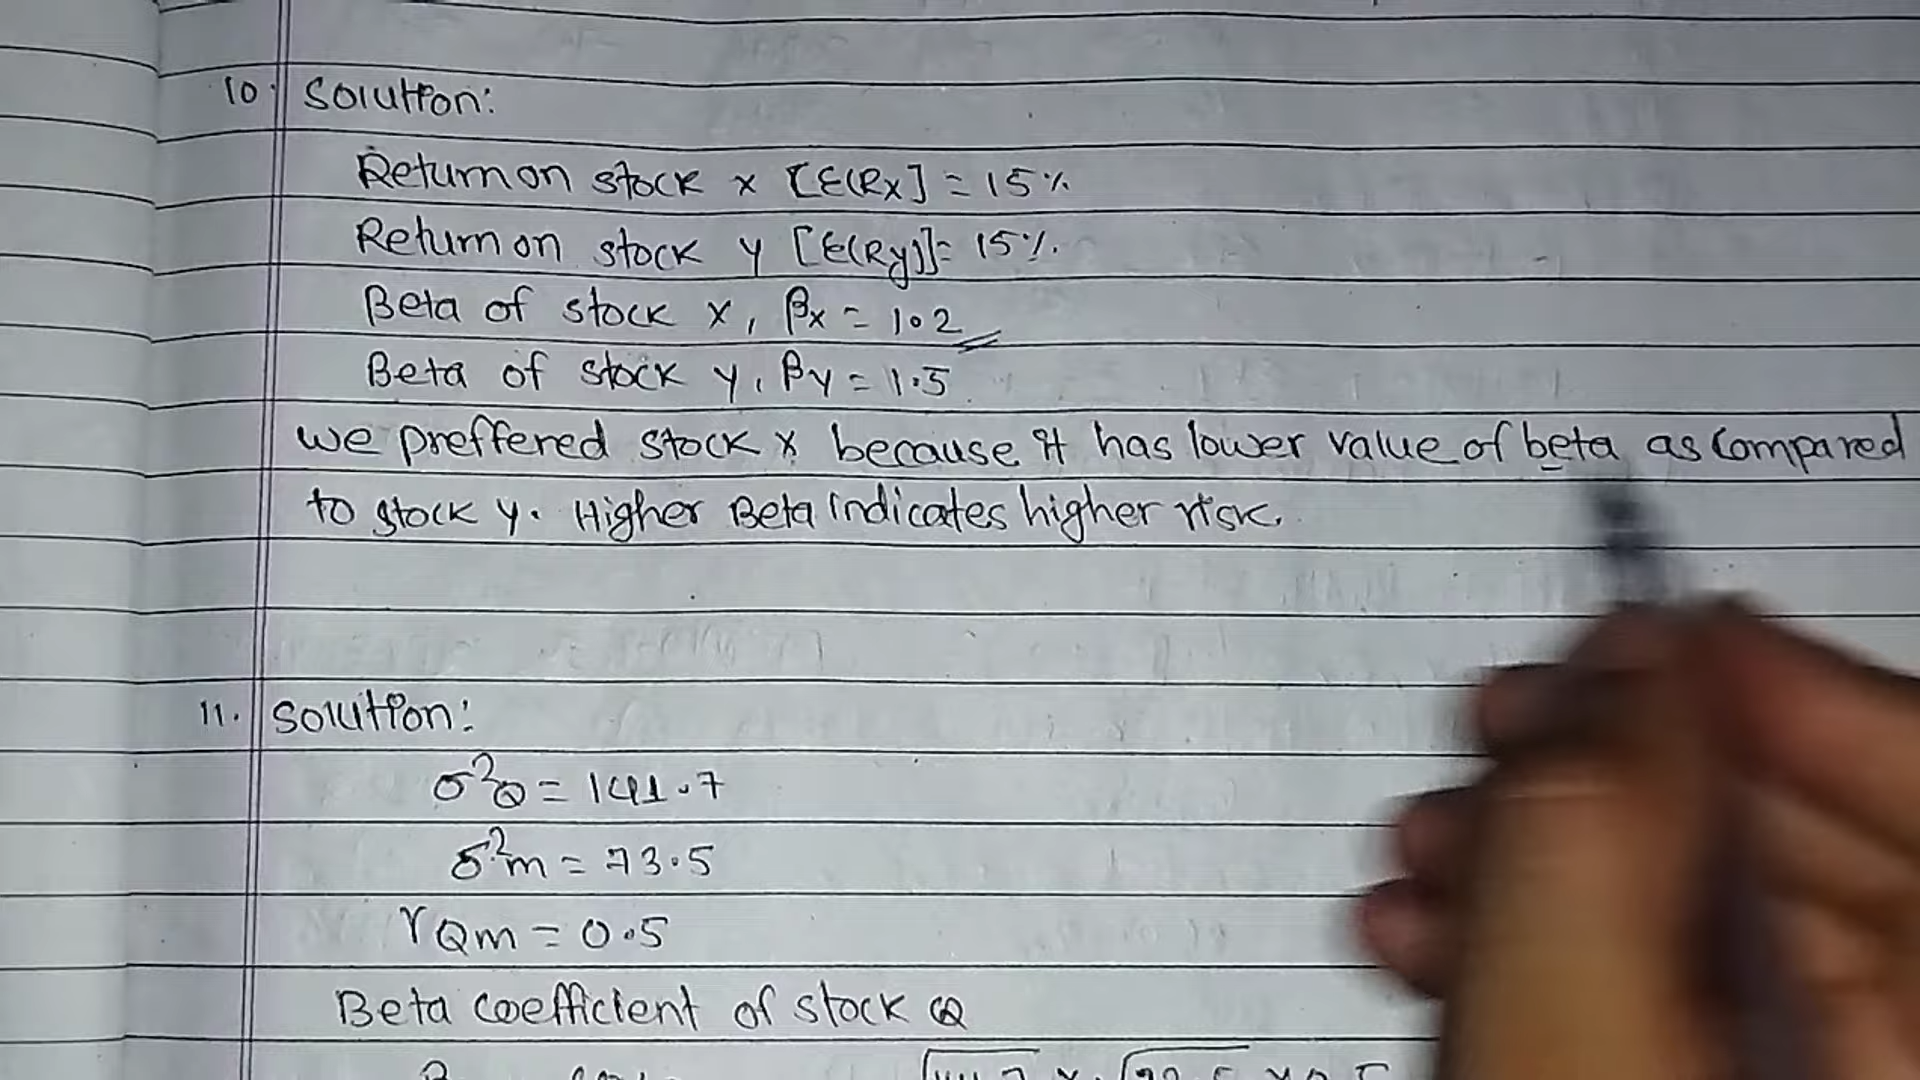 10. Solution:
Return on stock x [E(Rx] = 15%
Return on stock y [E(Ry)] = 15%.
Beta of stock x, βx = 1.2
Beta of stock y, βy = 1.5
We preffered stock x because it has lower value of beta as compared
to stock y. Higher Beta indicates higher risk.
11. Solution:
σ²Q = 141.7
σ²m = 73.5
rQm = 0.5
Beta coefficient of stock Q